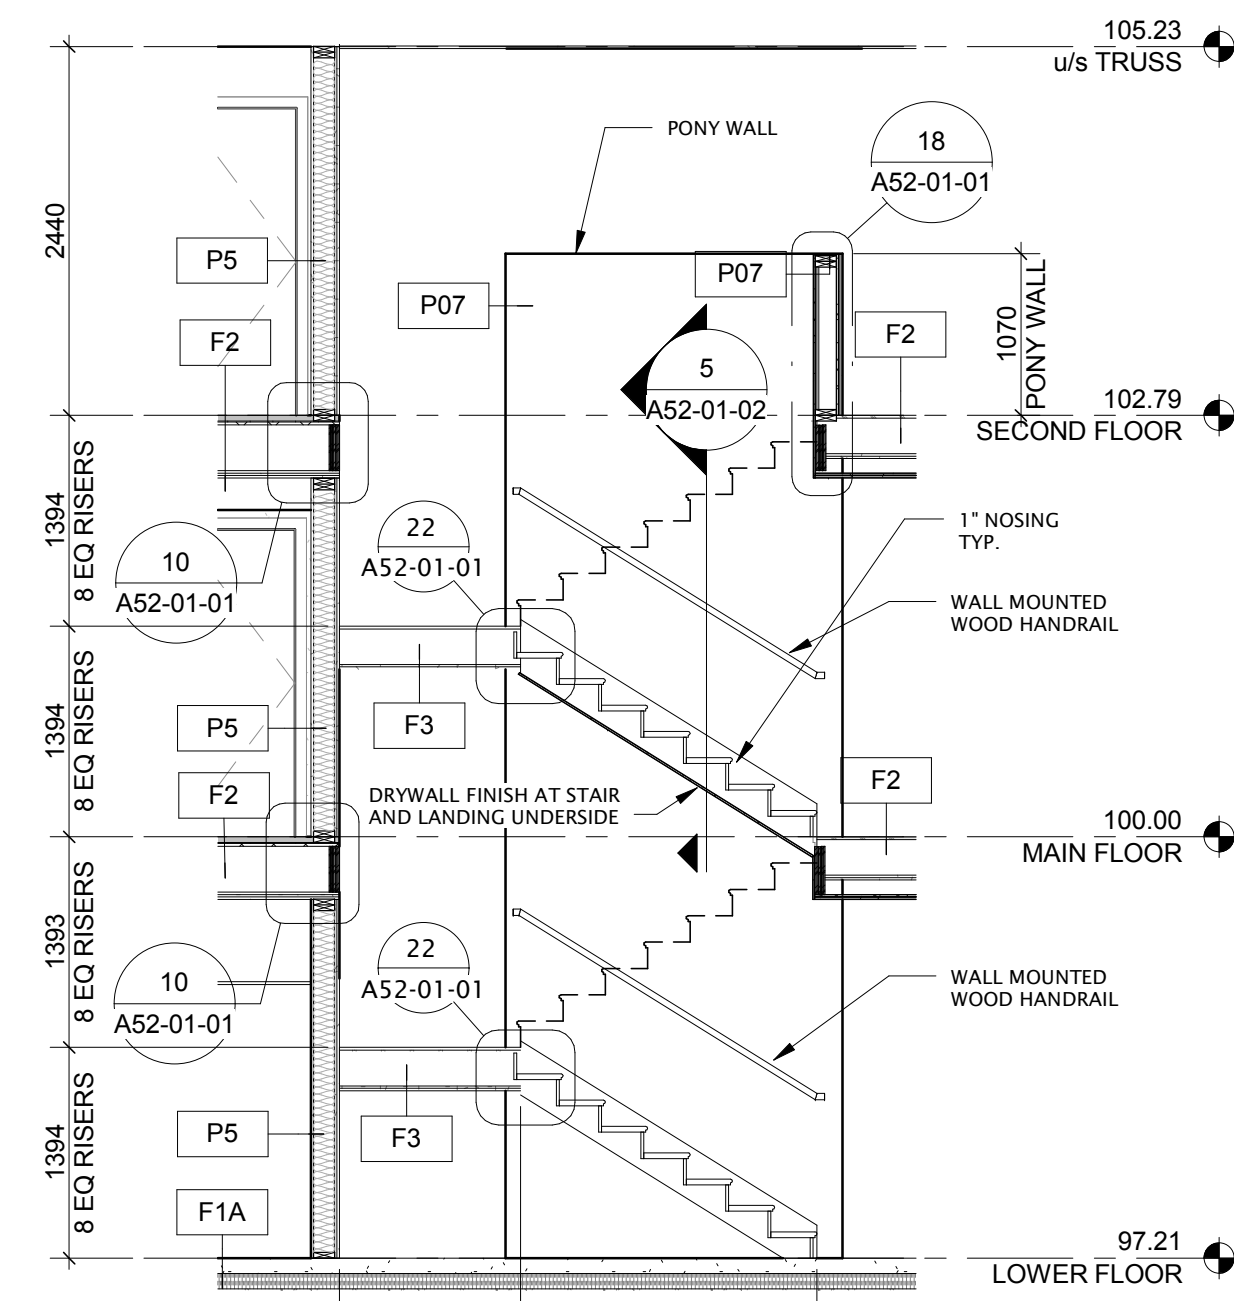 105.23
u/s TRUSS
PONY WALL
18
A52-01-01
2440
P5
P07
P07
F2
F2
1070
PONY WALL
5
A52-01-02
102.79
SECOND FLOOR
1394
8 EQ RISERS
22
A52-01-01
1" NOSING
TYP.
10
A52-01-01
WALL MOUNTED
WOOD HANDRAIL
1394
8 EQ RISERS
P5
F3
F2
F2
DRYWALL FINISH AT STAIR
AND LANDING UNDERSIDE
100.00
MAIN FLOOR
1393
8 EQ RISERS
22
A52-01-01
10
A52-01-01
WALL MOUNTED
WOOD HANDRAIL
1394
8 EQ RISERS
P5
F3
F1A
97.21
LOWER FLOOR